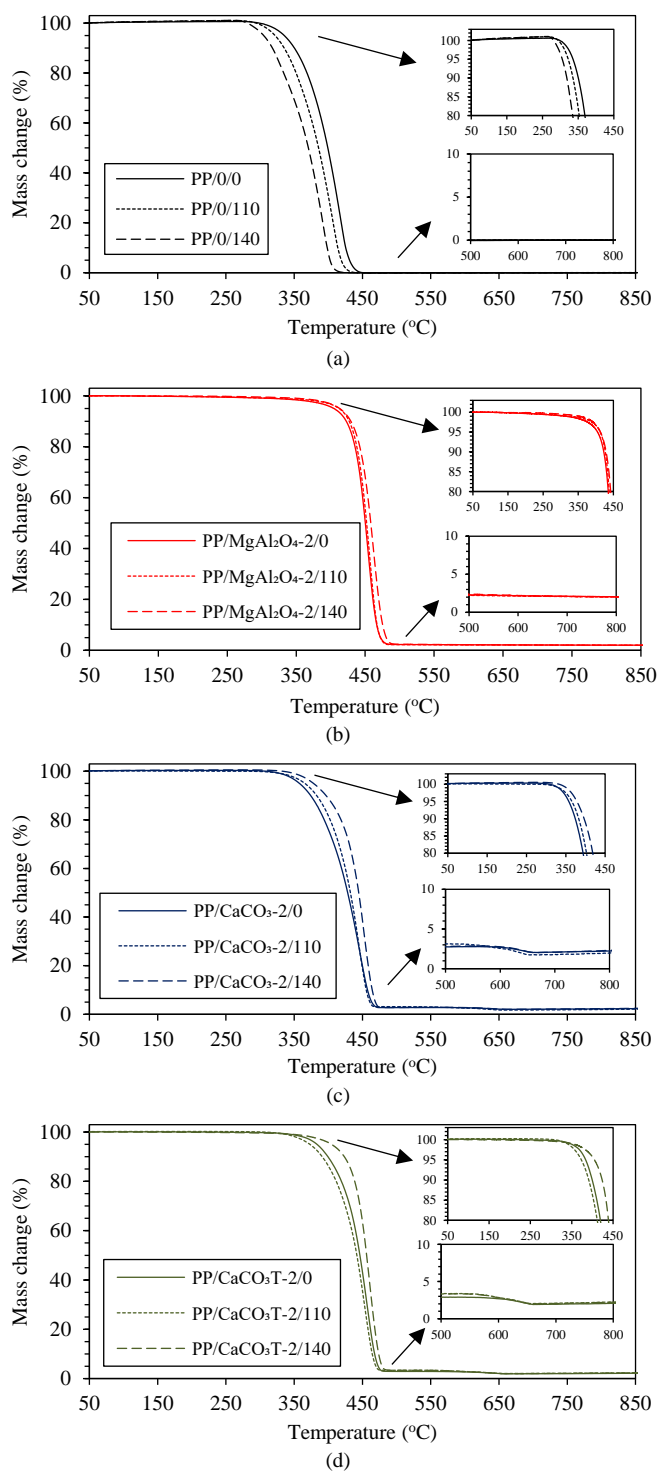 Mass change (%)
100
80
60
40
20
0
50 150 250 350 450 550 650 750 850
Temperature (°C)
PP/0/0
PP/0/110
PP/0/140
100
95
90
85
80
50 150 250 350 450
10
5
0
500 600 700 800
(a)
Mass change (%)
100
80
60
40
20
0
50 150 250 350 450 550 650 750 850
Temperature (°C)
PP/MgAl₂O₄-2/0
PP/MgAl₂O₄-2/110
PP/MgAl₂O₄-2/140
100
95
90
85
80
50 150 250 350 450
10
5
0
500 600 700 800
(b)
Mass change (%)
100
80
60
40
20
0
50 150 250 350 450 550 650 750 850
Temperature (°C)
PP/CaCO₃-2/0
PP/CaCO₃-2/110
PP/CaCO₃-2/140
100
95
90
85
80
50 150 250 350 450
10
5
0
500 600 700 800
(c)
Mass change (%)
100
80
60
40
20
0
50 150 250 350 450 550 650 750 850
Temperature (°C)
PP/CaCO₃T-2/0
PP/CaCO₃T-2/110
PP/CaCO₃T-2/140
100
95
90
85
80
50 150 250 350 450
10
5
0
500 600 700 800
(d)